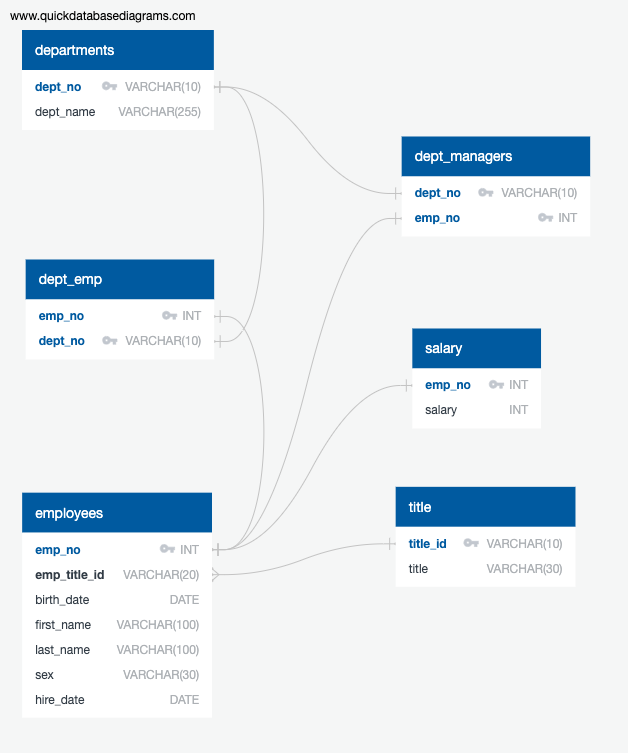 www.quickdatabasediagrams.com
departments
dept_no VARCHAR(10)
dept_name VARCHAR(255)
dept_managers
dept_no VARCHAR(10)
emp_no INT
dept_emp
emp_no INT
dept_no VARCHAR(10)
salary
emp_no INT
salary INT
employees
emp_no INT
emp_title_id VARCHAR(20)
birth_date DATE
first_name VARCHAR(100)
last_name VARCHAR(100)
sex VARCHAR(30)
hire_date DATE
title
title_id VARCHAR(10)
title VARCHAR(30)